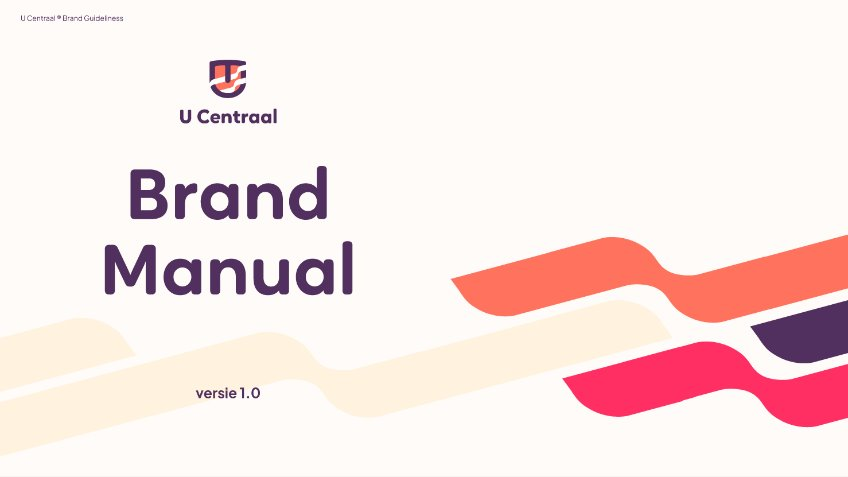 U Centraal ® Brand Guideliness
U Centraal
Brand
Manual
versie 1.0